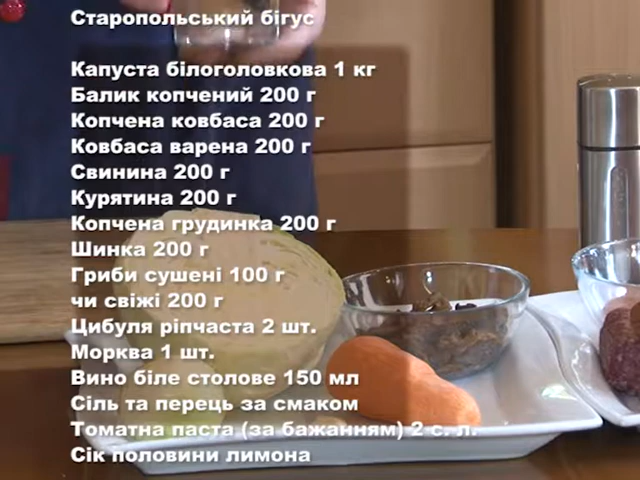 Старопольський бігус
Капуста білоголовкова 1 кг
Балик копчений 200 г
Копчена ковбаса 200 г
Ковбаса варена 200 г
Свинина 200 г
Курятина 200 г
Копчена грудинка 200 г
Шинка 200 г
Гриби сушені 100 г
чи свіжі 200 г
Цибуля ріпчаста 2 шт.
Морква 1 шт.
Вино біле столове 150 мл
Сіль та перець за смаком
Томатна паста (за бажанням) 2 с. л.
Сік половини лимона